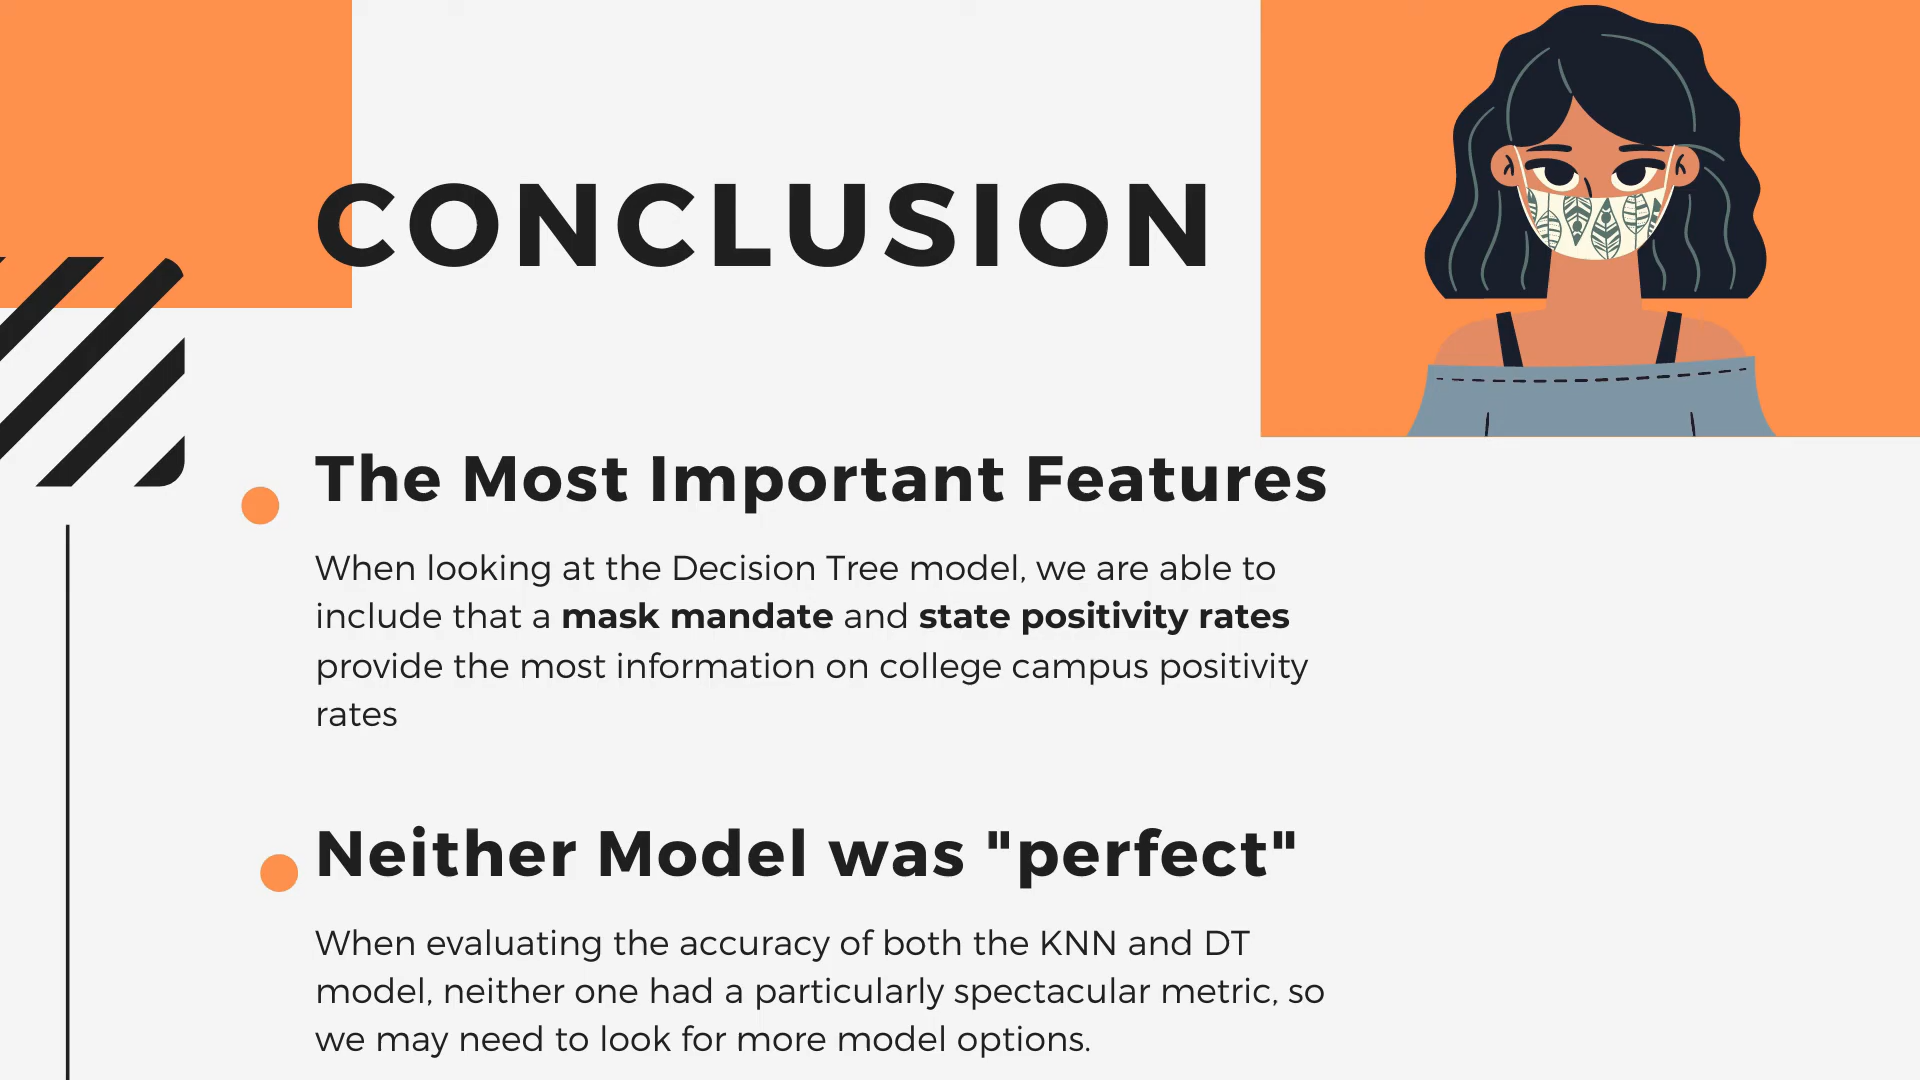 CONCLUSION
The Most Important Features
When looking at the Decision Tree model, we are able to
include that a mask mandate and state positivity rates
provide the most information on college campus positivity
rates
Neither Model was "perfect"
When evaluating the accuracy of both the KNN and DT
model, neither one had a particularly spectacular metric, so
we may need to look for more model options.